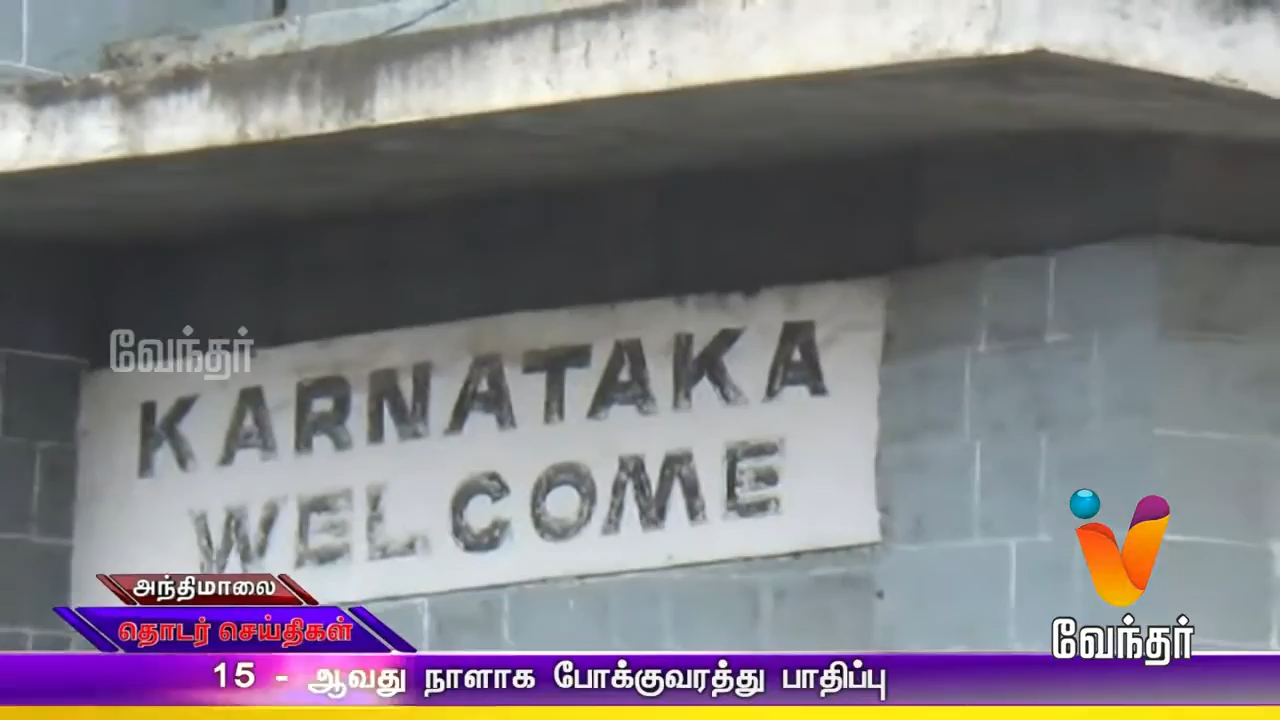 வேந்தர்
KARNATAKA
WELCOME
அந்திமாலை
தொடர் செய்திகள்
வேந்தர்
15 - ஆவது நாளாக போக்குவரத்து பாதிப்பு